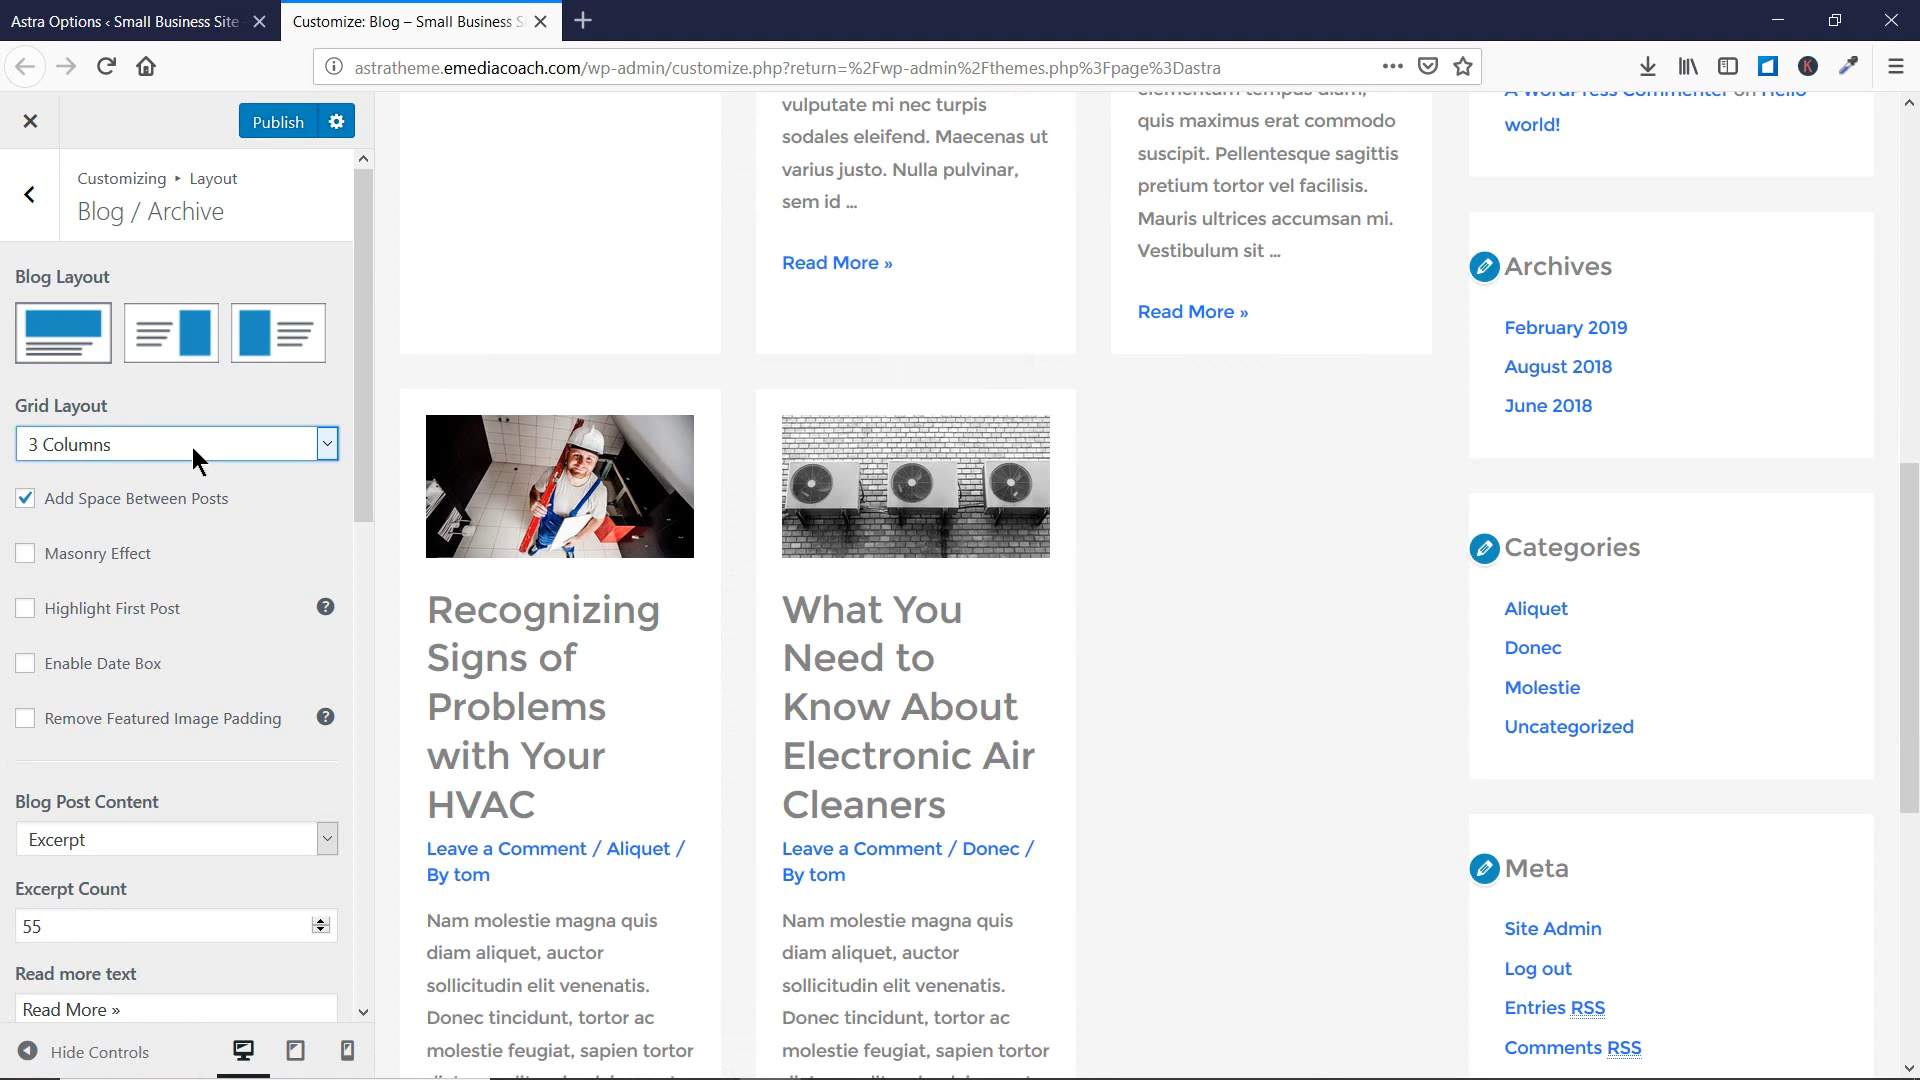 Astra Options ‹ Small Business Site
Customize: Blog – Small Business S
astratheme.emediacoach.com/wp-admin/customize.php?return=%2Fwp-admin%2Fthemes.php%3Fpage%3Dastra
Publish
Customizing ▸ Layout
Blog / Archive
Blog Layout
Grid Layout
3 Columns
Add Space Between Posts
Masonry Effect
Highlight First Post
Enable Date Box
Remove Featured Image Padding
Blog Post Content
Excerpt
Excerpt Count
55
Read more text
Read More »
Hide Controls
vulputate mi nec turpis
sodales eleifend. Maecenas ut
varius justo. Nulla pulvinar,
sem id ...
Read More »
elementum tempus diam,
quis maximus erat commodo
suscipit. Pellentesque sagittis
pretium tortor vel facilisis.
Mauris ultrices accumsan mi.
Vestibulum sit ...
Read More »
Recognizing
Signs of
Problems
with Your
HVAC
Leave a Comment / Aliquet /
By tom
Nam molestie magna quis
diam aliquet, auctor
sollicitudin elit venenatis.
Donec tincidunt, tortor ac
molestie feugiat, sapien tortor
What You
Need to
Know About
Electronic Air
Cleaners
Leave a Comment / Donec /
By tom
Nam molestie magna quis
diam aliquet, auctor
sollicitudin elit venenatis.
Donec tincidunt, tortor ac
molestie feugiat, sapien tortor
A WordPress Commenter on Hello
world!
Archives
February 2019
August 2018
June 2018
Categories
Aliquet
Donec
Molestie
Uncategorized
Meta
Site Admin
Log out
Entries RSS
Comments RSS